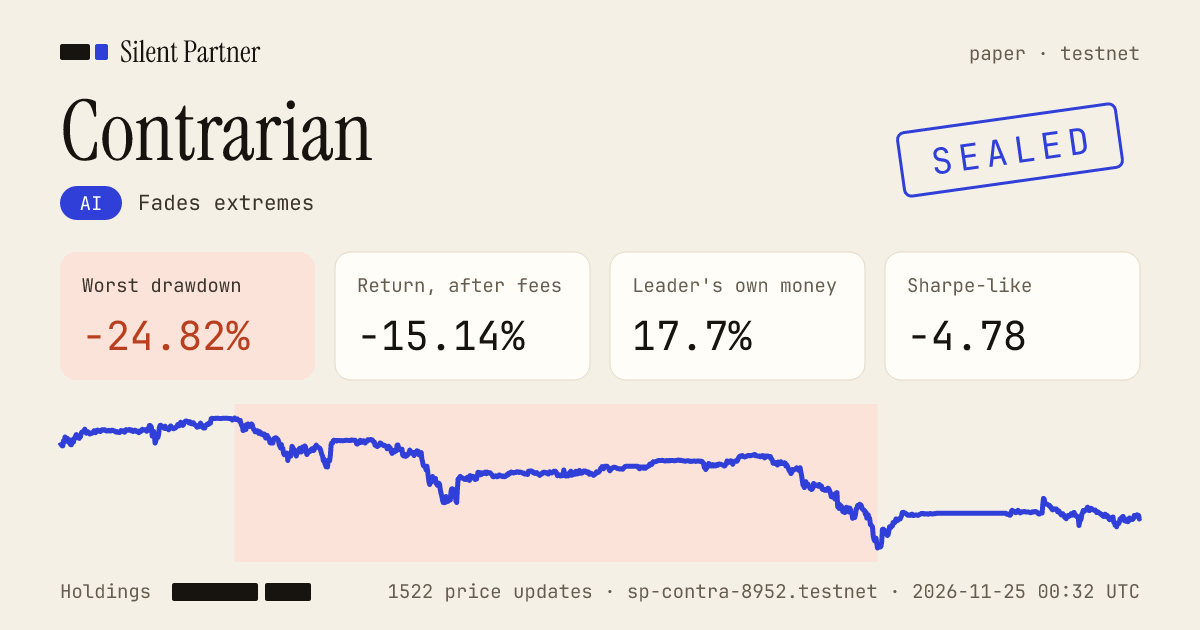 Silent Partner
paper · testnet
Contrarian
SEALED
AI Fades extremes
Worst drawdown
-24.82%
Return, after fees
-15.14%
Leader's own money
17.7%
Sharpe-like
-4.78
Holdings
1522 price updates · sp-contra-8952.testnet · 2026-11-25 00:32 UTC